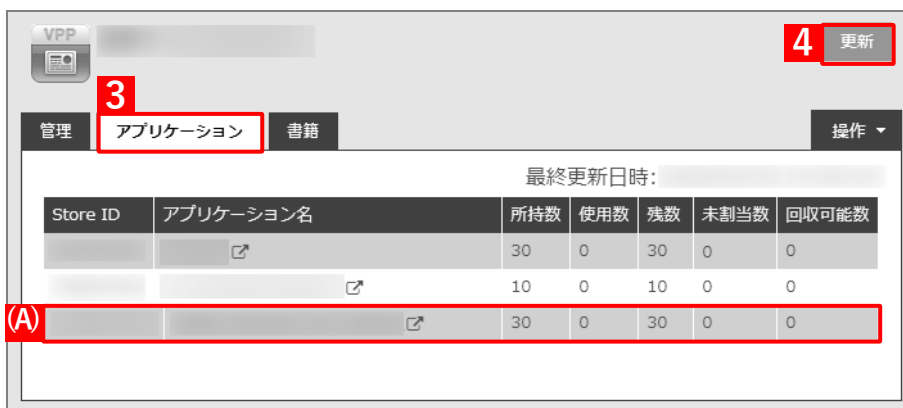 VPP
4 更新
3
管理 アプリケーション 書籍 操作
最終更新日時:
Store ID アプリケーション名 所持数 使用数 残数 未割当数 回収可能数
30 0 30 0 0
10 0 10 0 0
(A) 30 0 30 0 0